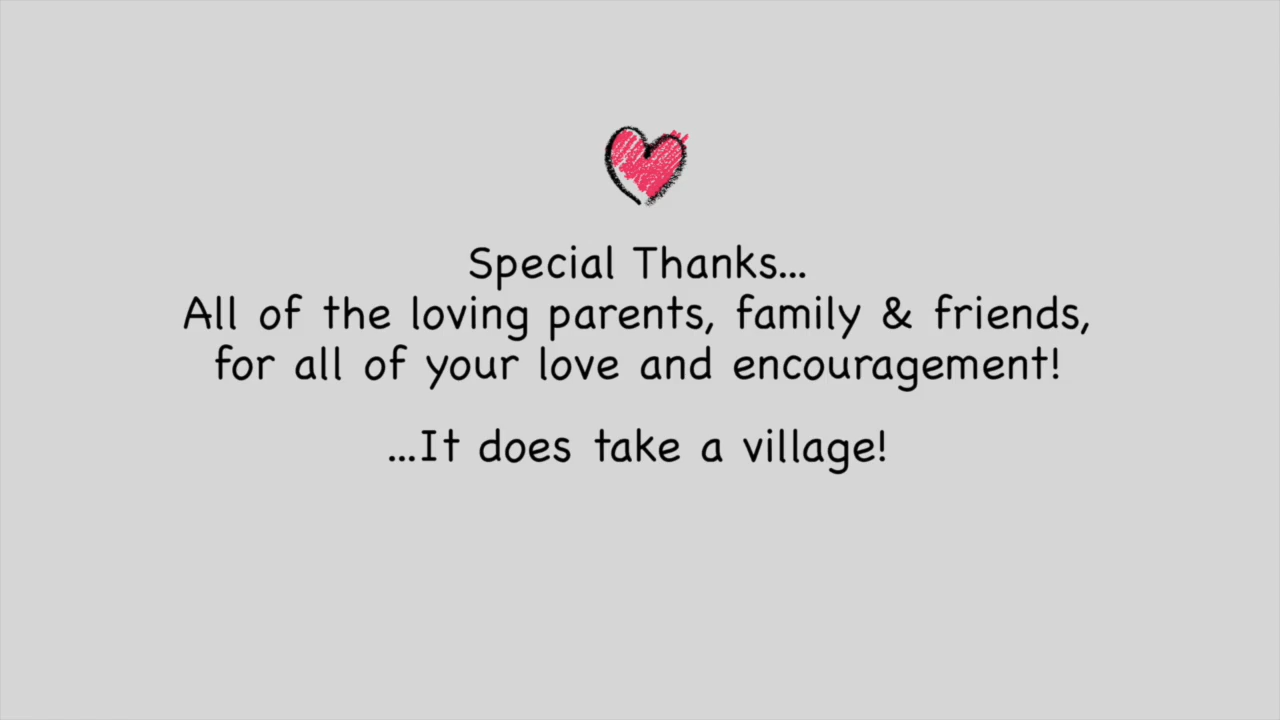 Special Thanks...
All of the loving parents, family & friends,
for all of your love and encouragement!
...It does take a village!